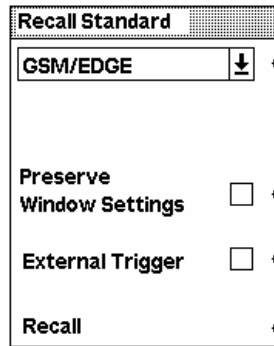 Recall Standard
GSM/EDGE
Preserve
Window Settings
External Trigger
Recall